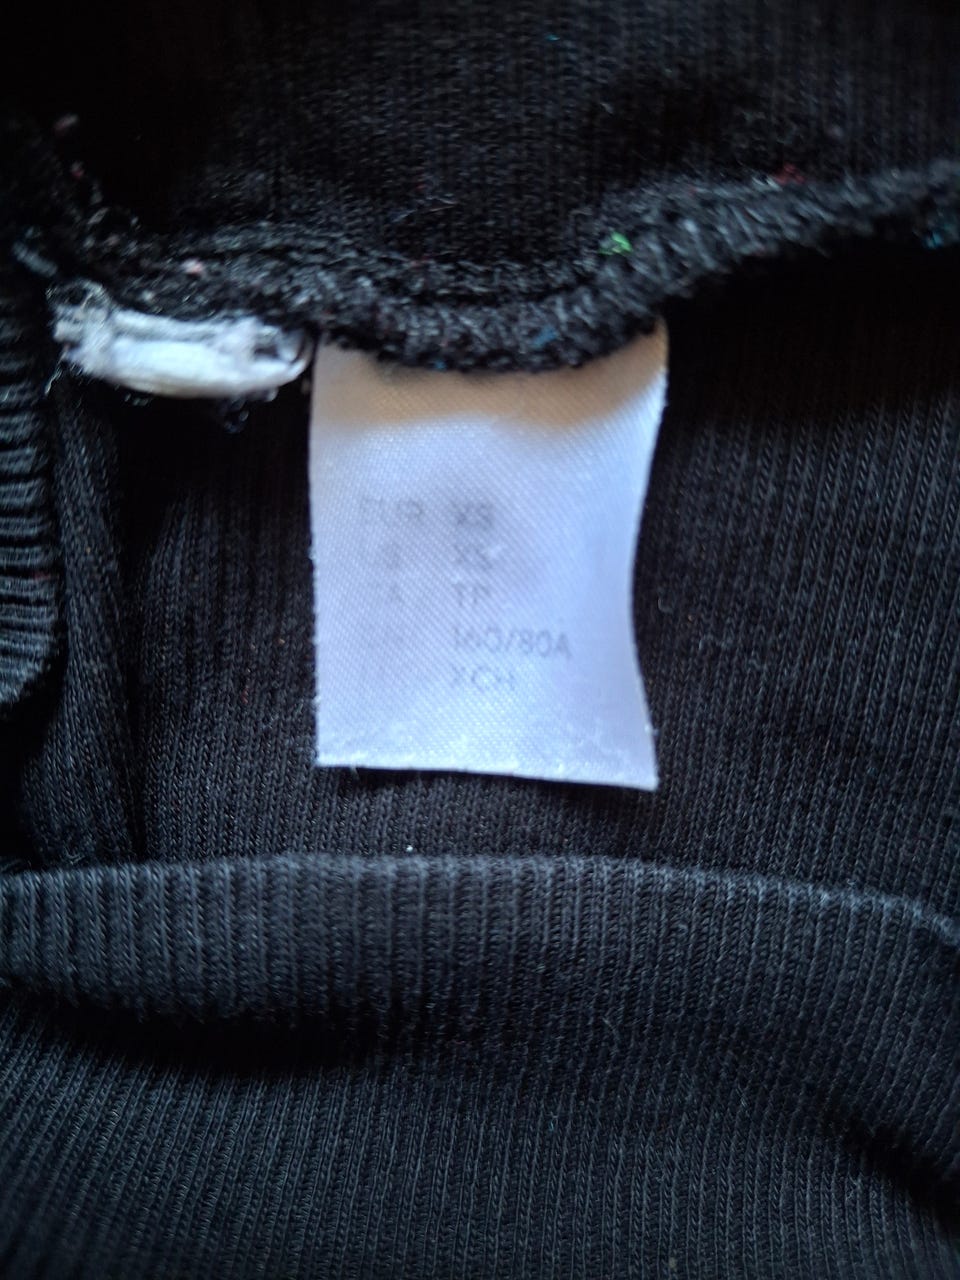 EUR XS
XS
TP
160/80A
XCH